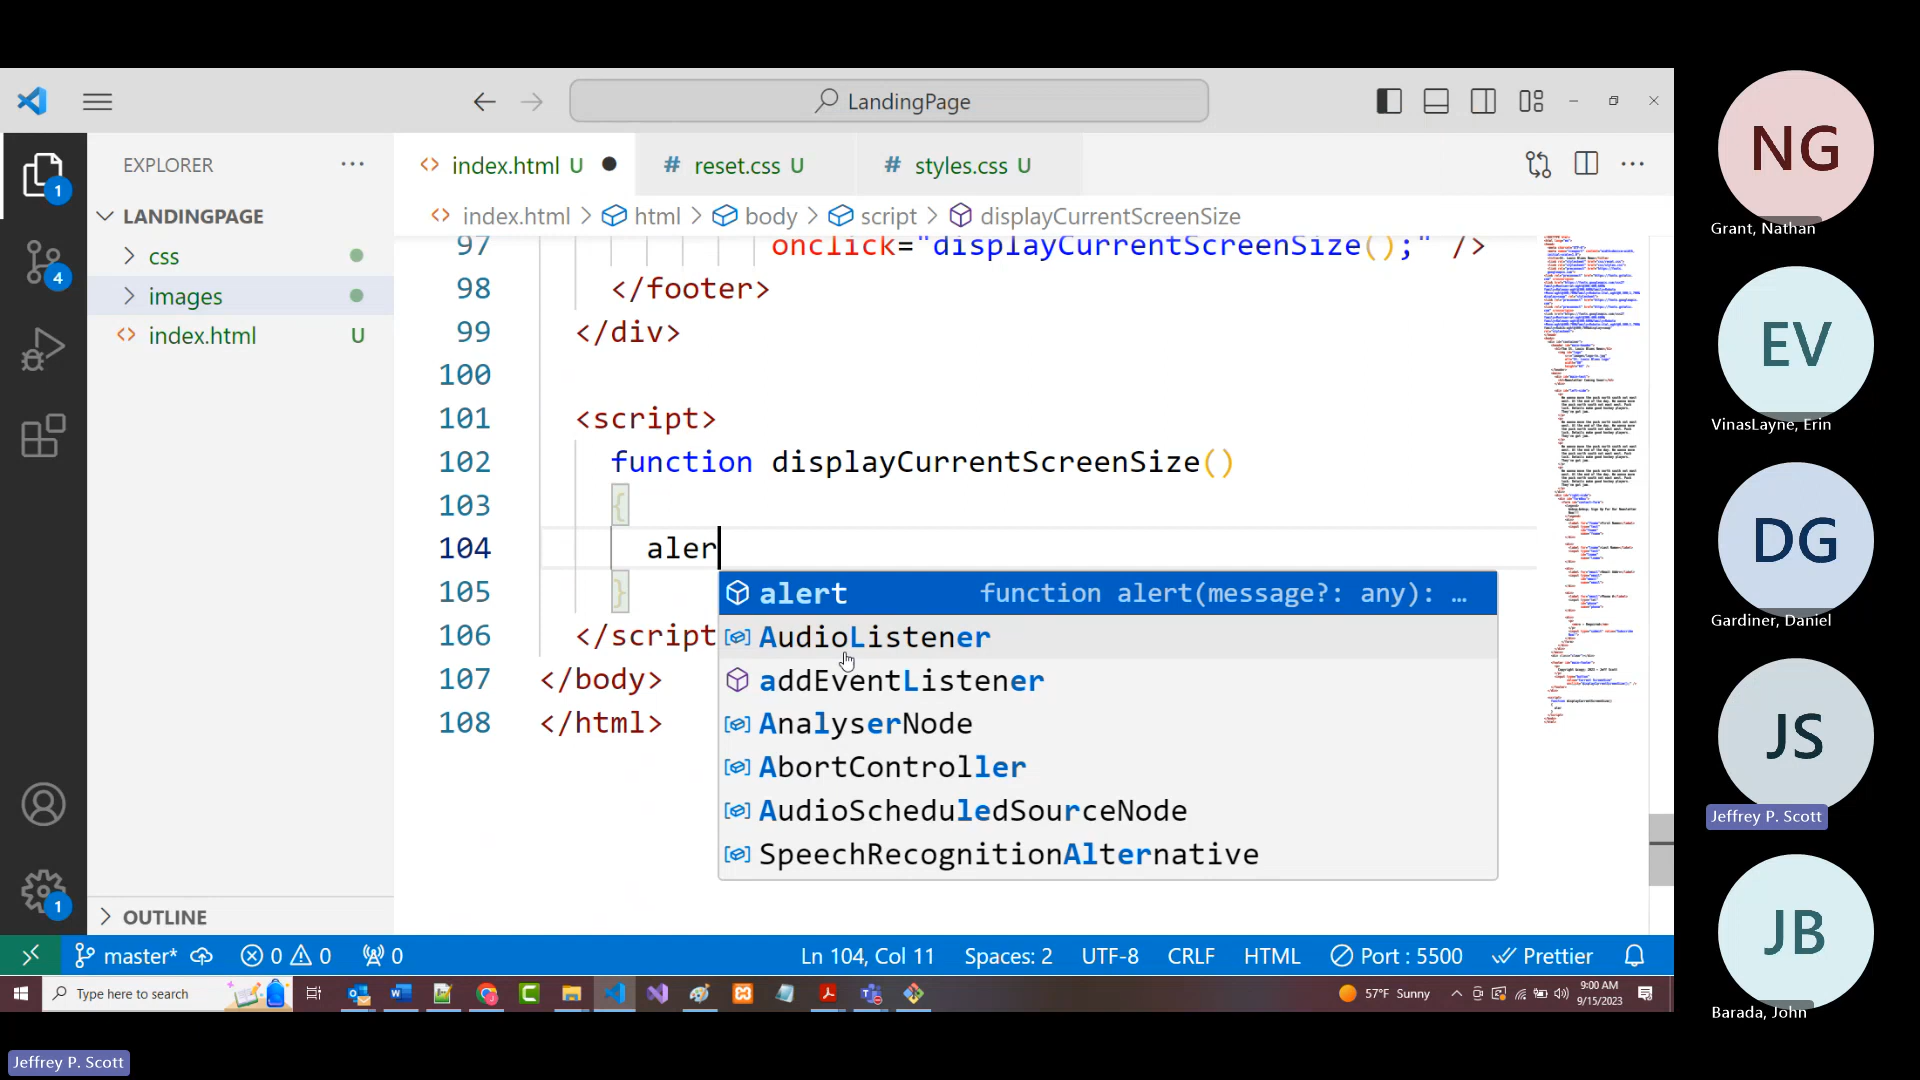 LandingPage
EXPLORER
index.html U
# reset.css U
# styles.css U
index.html > html > body > script > displayCurrentScreenSize
LANDINGPAGE
css
images
index.html U
97 onclick="displayCurrentScreenSize();" />
98 </footer>
99 </div>
100
101 <script>
102 function displayCurrentScreenSize()
103 {
104 aler
105 }
106 </script
107 </body>
108 </html>
alert function alert(message?: any): …
AudioListener
addEventListener
AnalyserNode
AbortController
AudioScheduledSourceNode
SpeechRecognitionAlternative
1
4
1
OUTLINE
master* 0 0 0 Ln 104, Col 11 Spaces: 2 UTF-8 CRLF HTML Port : 5500 Prettier
Type here to search
57°F Sunny
9:00 AM
9/15/2023
NG
Grant, Nathan
EV
VinasLayne, Erin
DG
Gardiner, Daniel
JS
Jeffrey P. Scott
JB
Barada, John
Jeffrey P. Scott